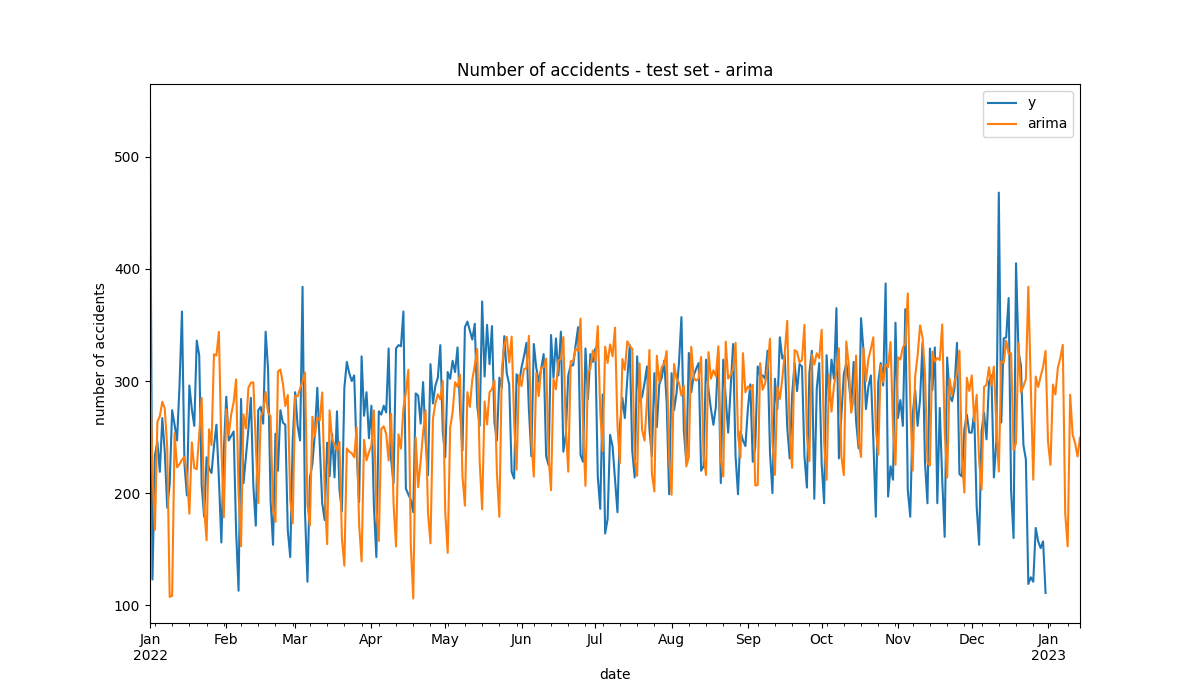 Number of accidents - test set - arima
y
arima
number of accidents
500
400
300
200
100
Jan
2022
Feb
Mar
Apr
May
Jun
Jul
Aug
Sep
Oct
Nov
Dec
Jan
2023
date